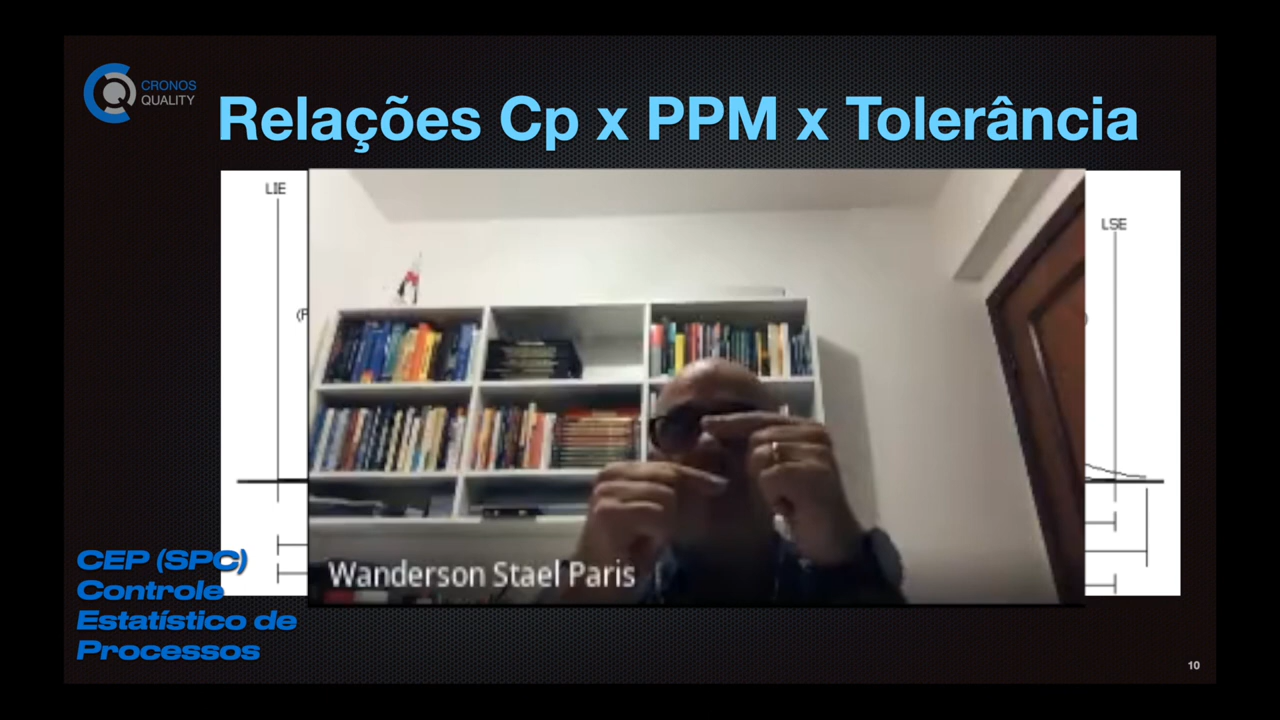 CRONOS
QUALITY
Relações Cp x PPM x Tolerância
LIE
LSE
Wanderson Stael Paris
CEP (SPC)
Controle
Estatístico de
Processos
10